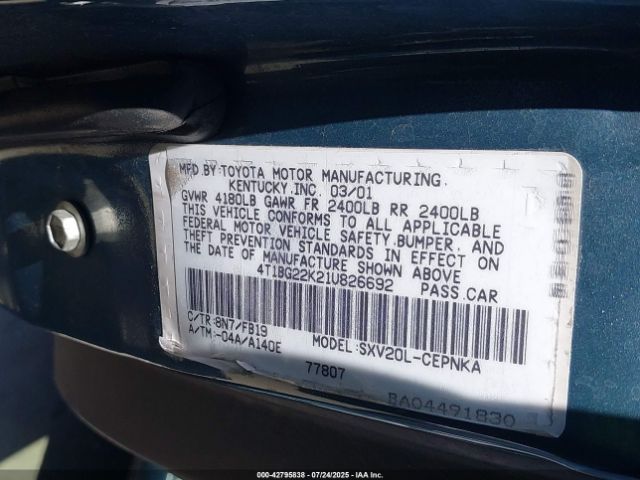 MFD BY: TOYOTA MOTOR MANUFACTURING,
KENTUCKY, INC. 03/01
GVWR 4180LB GAWR FR 2400LB RR 2400LB
THIS VEHICLE CONFORMS TO ALL APPLICABLE
FEDERAL MOTOR VEHICLE SAFETY, BUMPER, AND
THEFT PREVENTION STANDARDS IN EFFECT ON
THE DATE OF MANUFACTURE SHOWN ABOVE
4T1BG22K21U826692 PASS.CAR
C/TR:8N7/FB19
A/TM:-04A/A140E MODEL:SXV20L-CEPNKA
77807
BA04491830
000-42795838 - 07/24/2025 - IAAI.COM